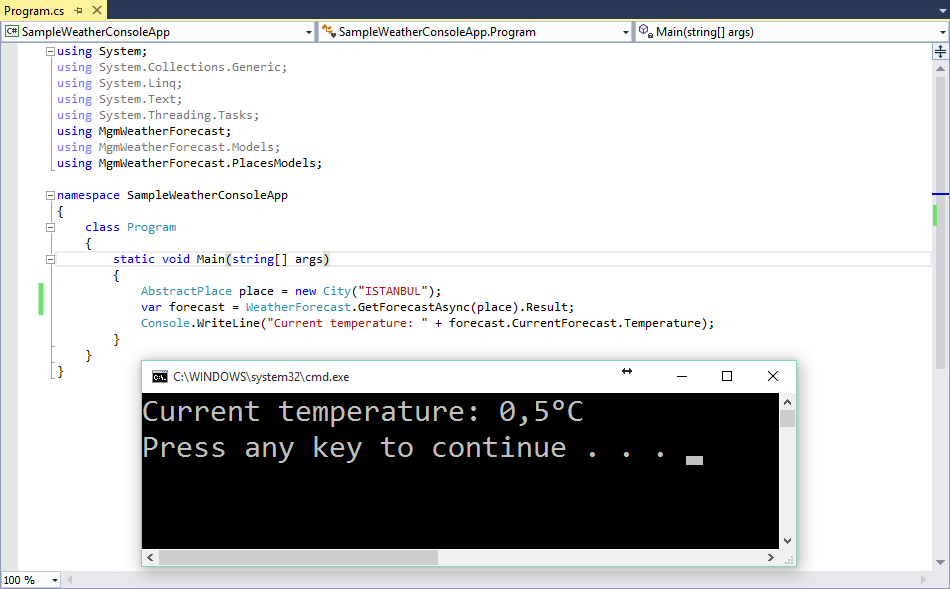 Program.cs
C# SampleWeatherConsoleApp SampleWeatherConsoleApp.Program Main(string[] args)
using System;
using System.Collections.Generic;
using System.Linq;
using System.Text;
using System.Threading.Tasks;
using MgmWeatherForecast;
using MgmWeatherForecast.Models;
using MgmWeatherForecast.PlacesModels;
namespace SampleWeatherConsoleApp
{
class Program
{
static void Main(string[] args)
{
AbstractPlace place = new City("ISTANBUL");
var forecast = WeatherForecast.GetForecastAsync(place).Result;
Console.WriteLine("Current temperature: " + forecast.CurrentForecast.Temperature);
}
}
}
C:\WINDOWS\system32\cmd.exe
Current temperature: 0,5°C
Press any key to continue . . .
100 %